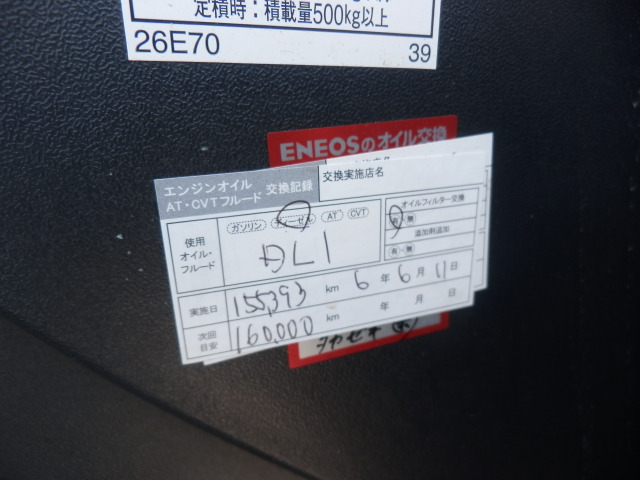 定積時：積載量500kg以上
26E70 39
ENEOSのオイル交換
エンジンオイル
AT・CVTフルード 交換記録
交換実施店名
使用オイル・フルード
ガソリン ディーゼル AT CVT
DL1
オイルフィルター交換
有・無
追加剤添加
有・無
実施日 155393 km 6年 6月 11日
次回目安 160,000 km 年 月 日